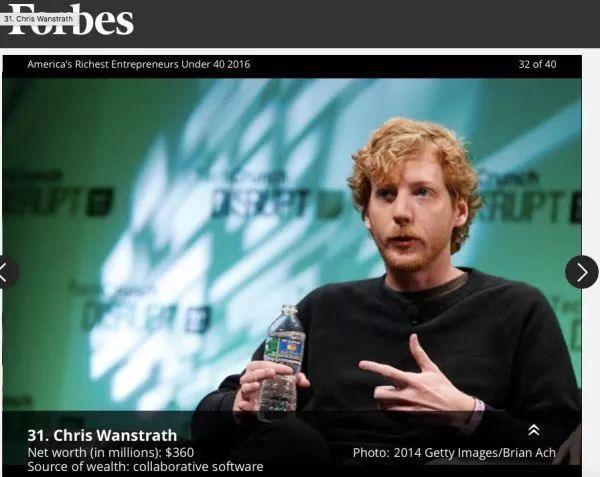 31. Chris Wanstrath
Forbes
America's Richest Entrepreneurs Under 40 2016
32 of 40
TechCrunch
DISRUPT
DISRUPT
DISRUPT
DISRUPT
31. Chris Wanstrath
Net worth (in millions): $360
Photo: 2014 Getty Images/Brian Ach
Source of wealth: collaborative software